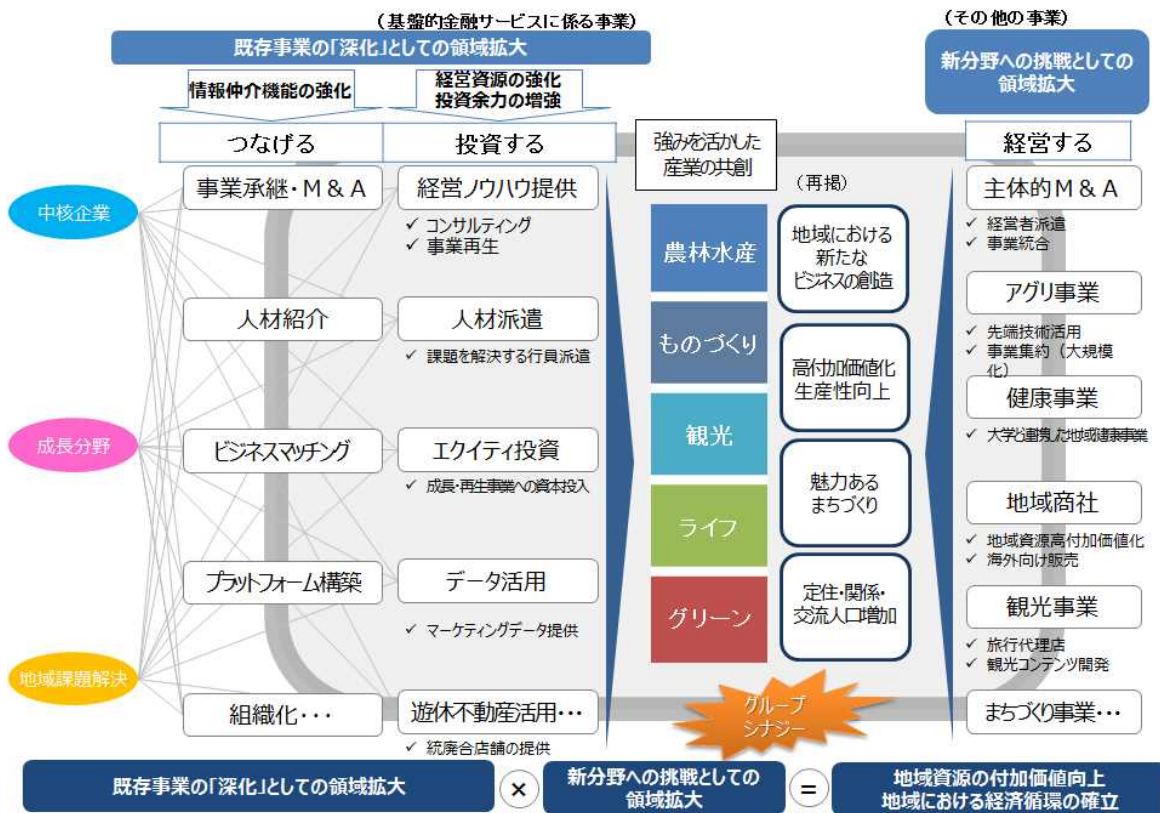 (基盤的金融サービスに係る事業)
(その他の事業)
既存事業の「深化」としての領域拡大
新分野への挑戦としての
領域拡大
情報仲介機能の強化
経営資源の強化
投資余力の増強
つなげる
投資する
強みを活かした
産業の共創
経営する
中核企業
成長分野
地域課題解決
事業承継・M&A
人材紹介
ビジネスマッチング
プラットフォーム構築
組織化・・・
経営ノウハウ提供
✓ コンサルティング
✓ 事業再生
人材派遣
✓ 課題を解決する行員派遣
エクイティ投資
✓ 成長・再生事業への資本投入
データ活用
✓ マーケティングデータ提供
遊休不動産活用・・・
✓ 統廃合店舗の提供
農林水産
ものづくり
観光
ライフ
グリーン
(再掲)
地域における
新たな
ビジネスの創造
高付加価値化
生産性向上
魅力ある
まちづくり
定住・関係・
交流人口増加
グループ
シナジー
主体的M&A
✓ 経営者派遣
✓ 事業統合
アグリ事業
✓ 先端技術活用
✓ 事業集約(大規模
化)
健康事業
✓ 大学と連携した地域健康事業
地域商社
✓ 地域資源高付加価値化
✓ 海外向け販売
観光事業
✓ 旅行代理店
✓ 観光コンテンツ開発
まちづくり事業・・・
既存事業の「深化」としての領域拡大
×
新分野への挑戦としての
領域拡大
=
地域資源の付加価値向上
地域における経済循環の確立